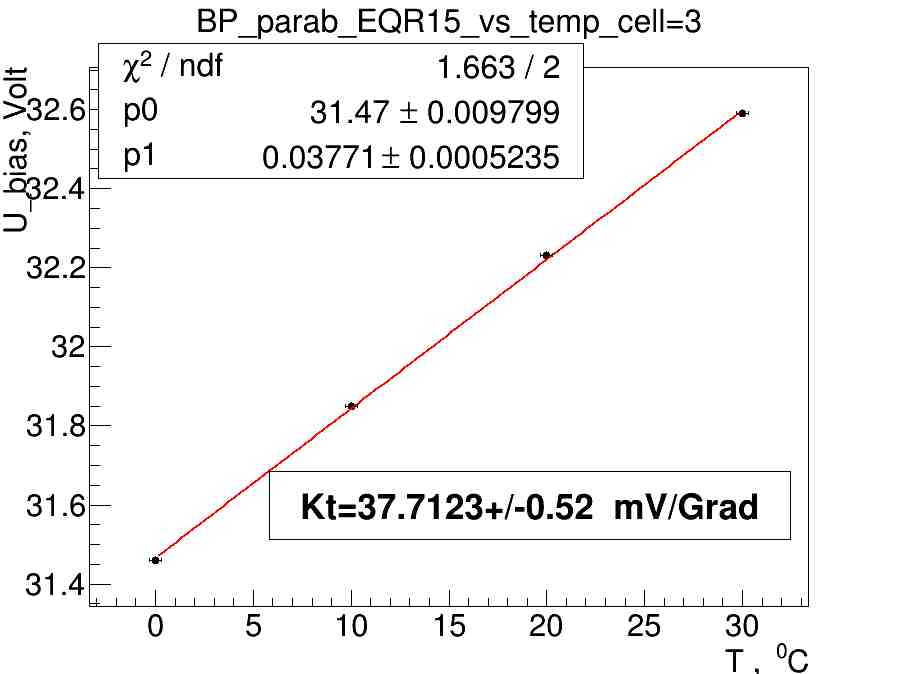 BP_parab_EQR15_vs_temp_cell=3
χ² / ndf 1.663 / 2
p0 31.47 ± 0.009799
p1 0.03771 ± 0.0005235
U_bias, Volt
32.6
32.4
32.2
32
31.8
31.6
31.4
Kt=37.7123+/-0.52 mV/Grad
0 5 10 15 20 25 30
T , ⁰C